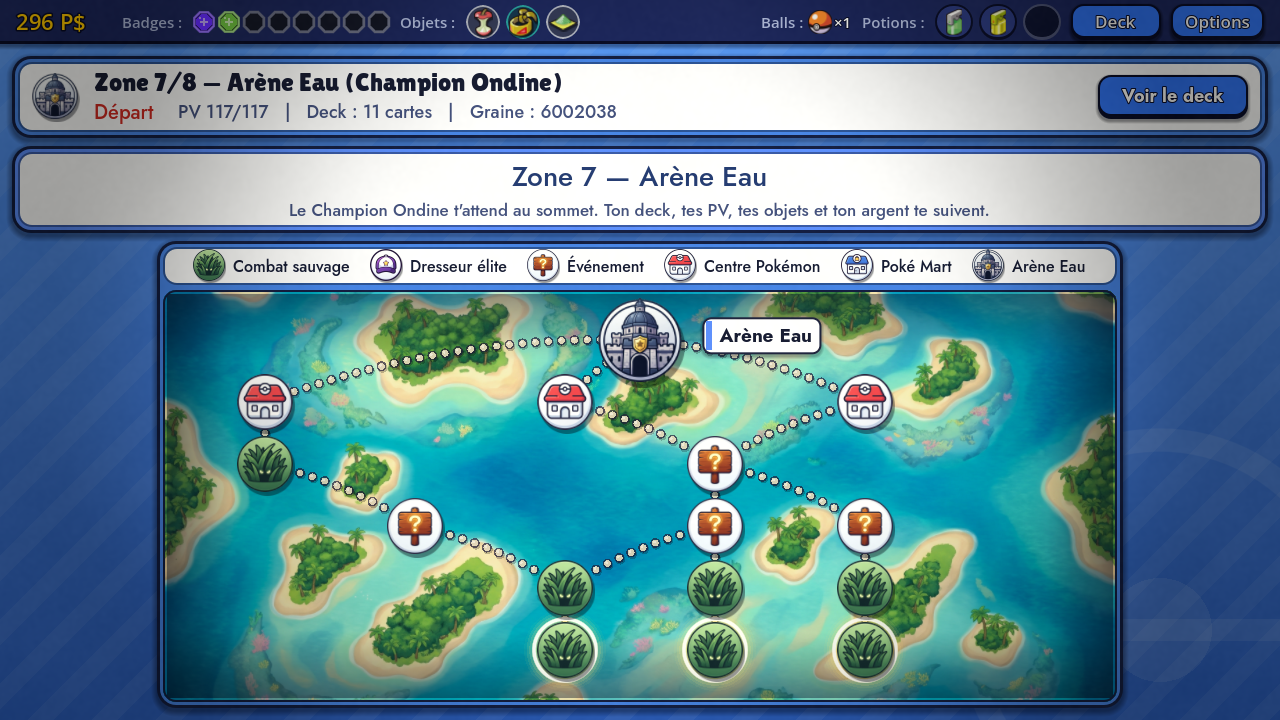 296 P$ Badges : Objets : Balls : ×1 Potions : Deck Options
Zone 7/8 — Arène Eau (Champion Ondine)
Départ PV 117/117 | Deck : 11 cartes | Graine : 6002038
Voir le deck
Zone 7 — Arène Eau
Le Champion Ondine t'attend au sommet. Ton deck, tes PV, tes objets et ton argent te suivent.
Combat sauvage Dresseur élite Événement Centre Pokémon Poké Mart Arène Eau
Arène Eau
?
?
? ?